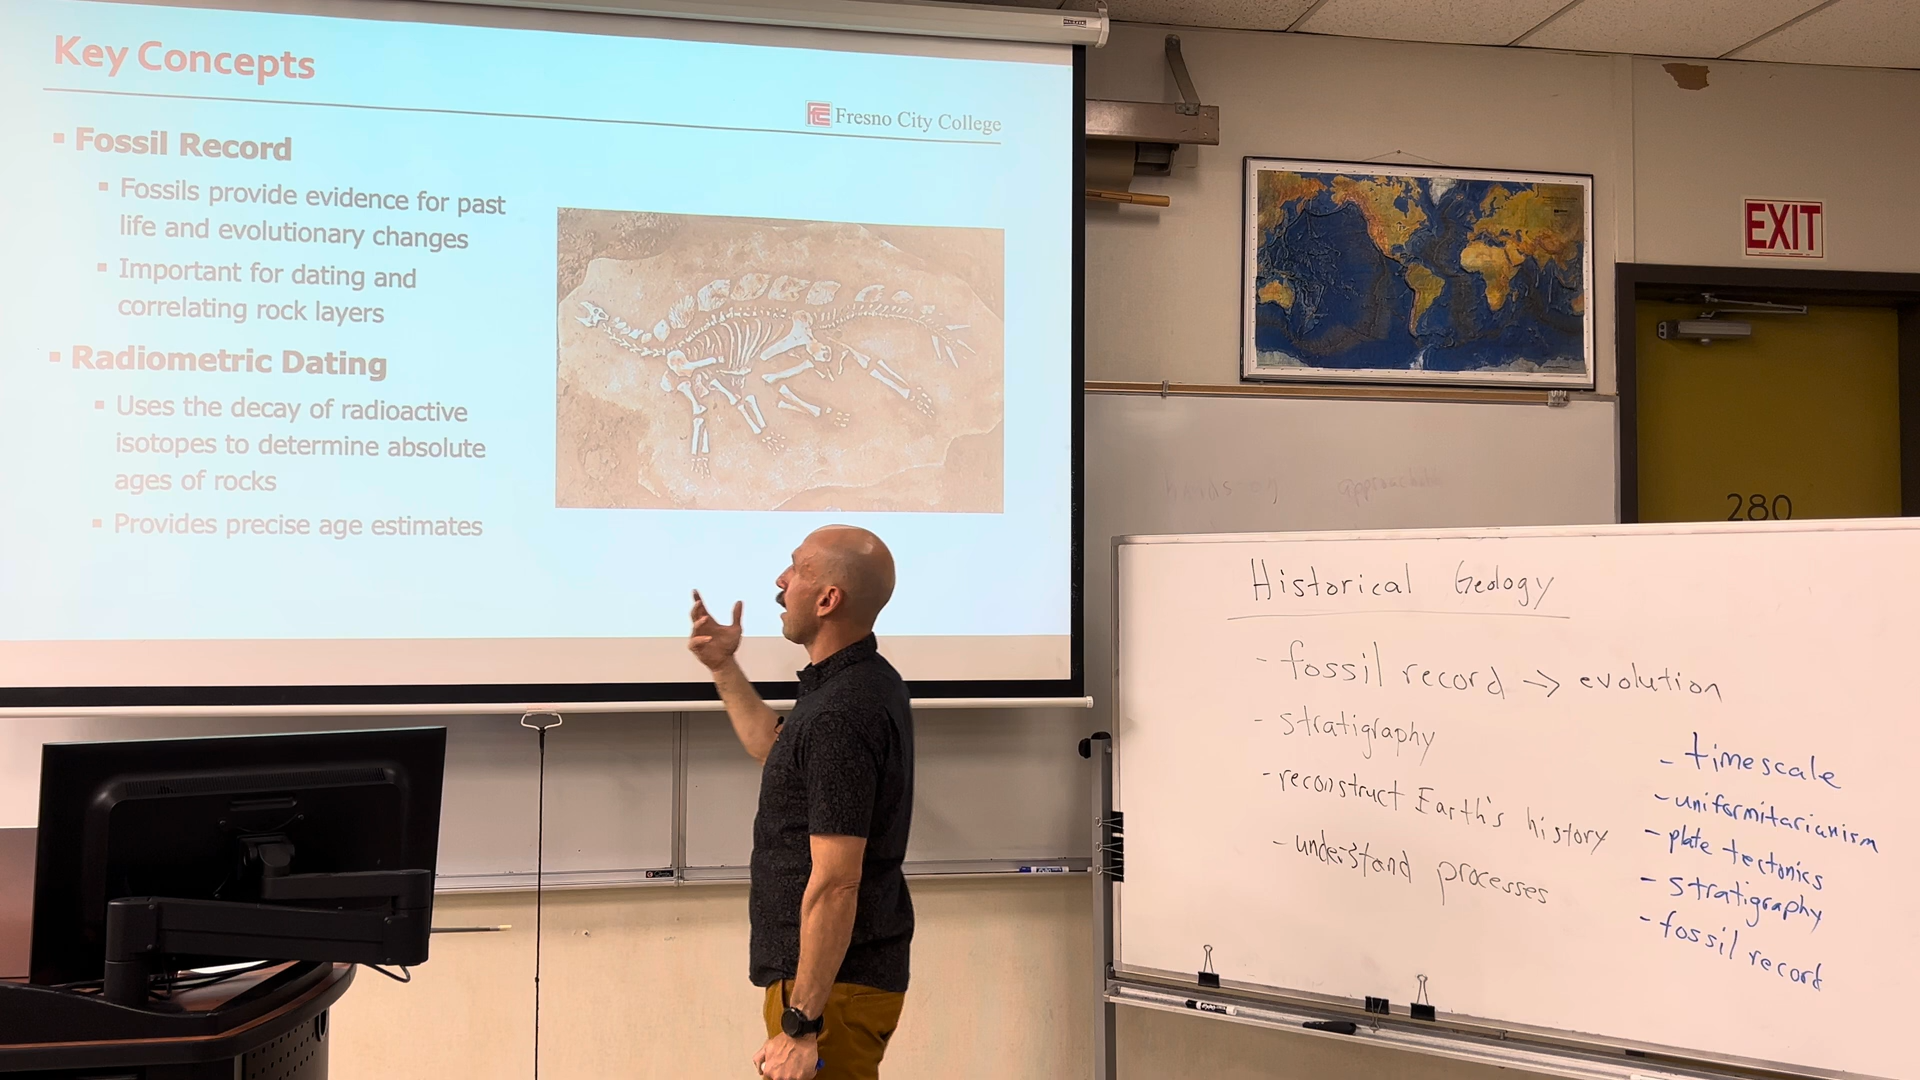 Key Concepts
Fresno City College
▪ Fossil Record
▪ Fossils provide evidence for past
life and evolutionary changes
▪ Important for dating and
correlating rock layers
▪ Radiometric Dating
▪ Uses the decay of radioactive
isotopes to determine absolute
ages of rocks
▪ Provides precise age estimates
EXIT
280
hands on
Historical Geology
- fossil record → evolution
- stratigraphy
- reconstruct Earth's history
- understand processes
- timescale
- uniformitarianism
- plate tectonics
- stratigraphy
- fossil record